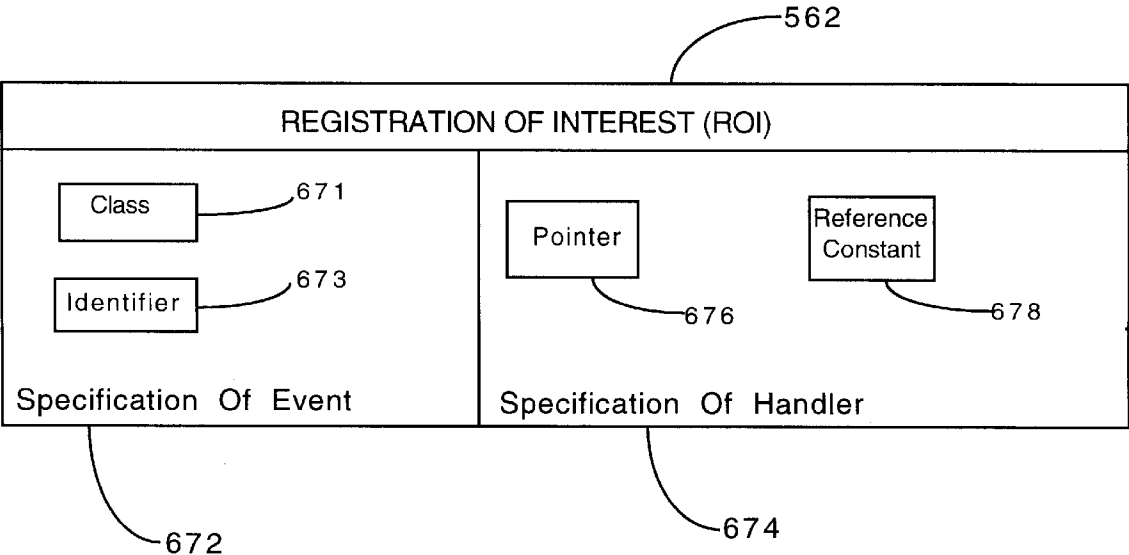 562
REGISTRATION OF INTEREST (ROI)
Class
671
Identifier
673
Specification Of Event
672
Pointer
676
Reference
Constant
678
Specification Of Handler
674